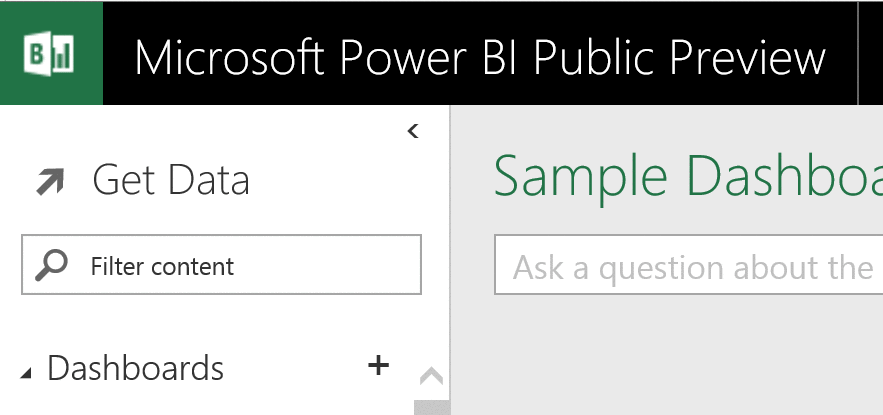 B
Microsoft Power BI Public Preview
Get Data
Filter content
Dashboards +
Sample Dashboa
Ask a question about the